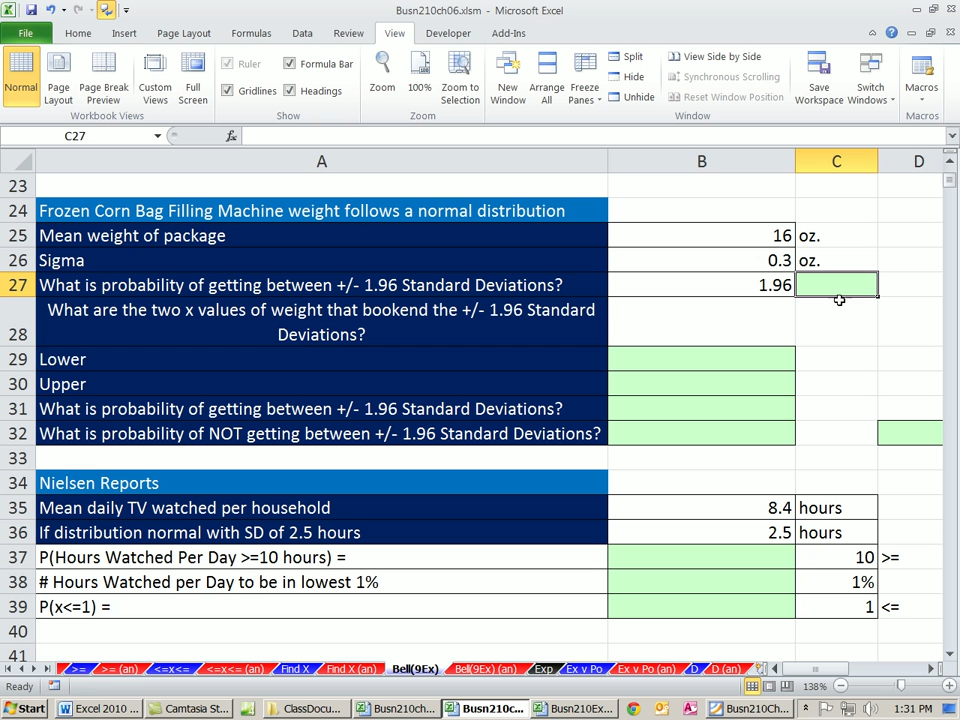 Busn210ch06.xlsm - Microsoft Excel
File Home Insert Page Layout Formulas Data Review View Developer Add-Ins
Normal
Page Layout
Page Break Preview
Custom Views
Full Screen
Workbook Views
Ruler
Formula Bar
Gridlines
Headings
Show
Zoom
100%
Zoom to Selection
Zoom
New Window
Arrange All
Freeze Panes
Split
Hide
Unhide
View Side by Side
Synchronous Scrolling
Reset Window Position
Window
Save Workspace
Switch Windows
Macros
Macros
C27 fx
A B C D
23
24 Frozen Corn Bag Filling Machine weight follows a normal distribution
25 Mean weight of package 16 oz.
26 Sigma 0.3 oz.
27 What is probability of getting between +/- 1.96 Standard Deviations? 1.96
What are the two x values of weight that bookend the +/- 1.96 Standard
28 Deviations?
29 Lower
30 Upper
31 What is probability of getting between +/- 1.96 Standard Deviations?
32 What is probability of NOT getting between +/- 1.96 Standard Deviations?
33
34 Nielsen Reports
35 Mean daily TV watched per household 8.4 hours
36 If distribution normal with SD of 2.5 hours 2.5 hours
37 P(Hours Watched Per Day >=10 hours) = 10 >=
38 # Hours Watched per Day to be in lowest 1% 1%
39 P(x<=1) = 1 <=
40
41
>= >= (an) <=x<= <=x<= (an) Find X Find X (an) Bell(9Ex) Bell(9Ex) (an) Exp Ex v Po Ex v Po (an) D D (an)
Ready 138%
Start Excel 2010 ... Camtasia St... ClassDocu... Busn210Ch... Busn210c... Busn210Ex... Busn210Ch... 1:31 PM